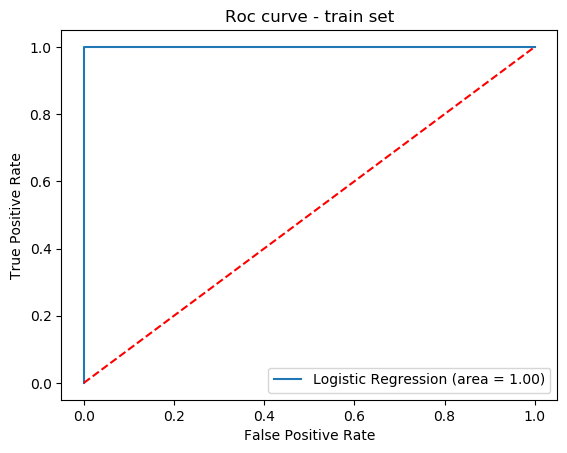 Roc curve - train set
True Positive Rate
1.0
0.8
0.6
0.4
0.2
0.0
Logistic Regression (area = 1.00)
0.0 0.2 0.4 0.6 0.8 1.0
False Positive Rate